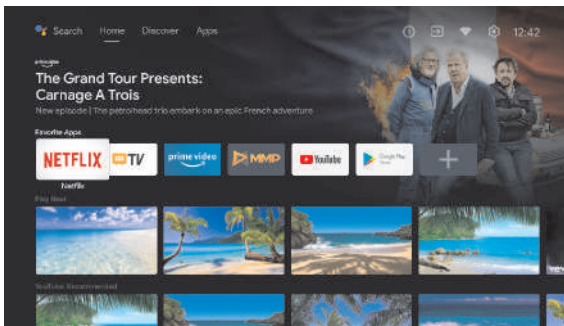 Search Home Discover Apps 12:42
prime video
The Grand Tour Presents:
Carnage A Trois
New episode | The petrolhead trio embark on an epic French adventure
Favorite Apps
NETFLIX TV prime video MMP YouTube Google Play
Netflix
Play Next
YouTube Recommended